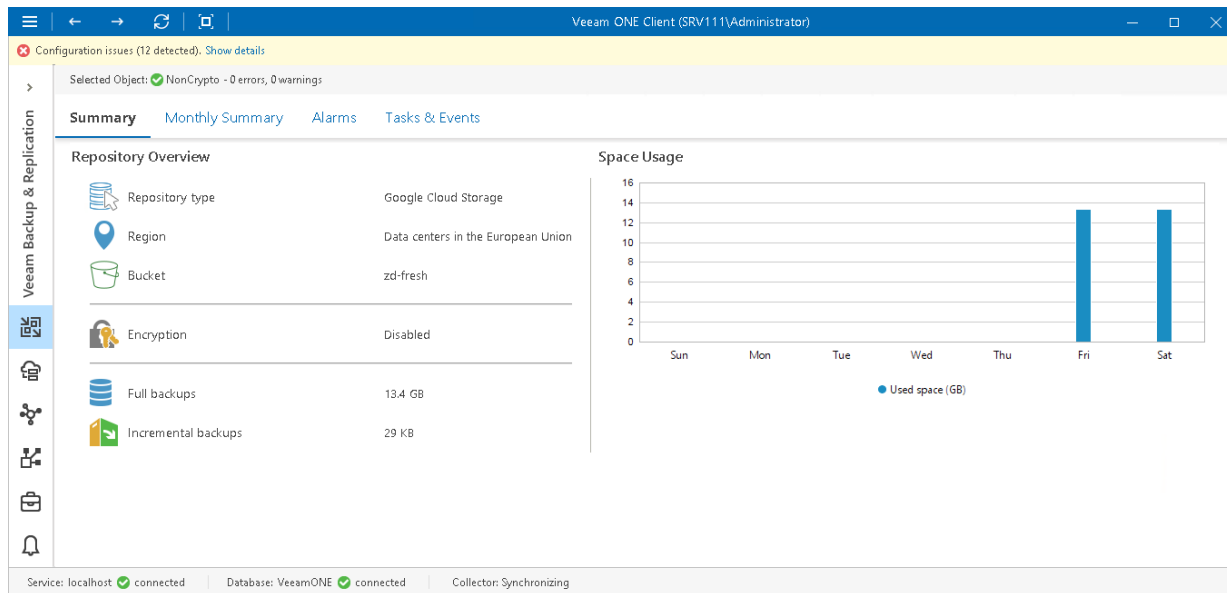 Veeam ONE Client (SRV111\Administrator)
Configuration issues (12 detected). Show details
Selected Object: NonCrypto - 0 errors, 0 warnings
Veeam Backup & Replication
Summary Monthly Summary Alarms Tasks & Events
Repository Overview
Repository type Google Cloud Storage
Region Data centers in the European Union
Bucket zd-fresh
Encryption Disabled
Full backups 13.4 GB
Incremental backups 29 KB
Space Usage
16
14
12
10
8
6
4
2
0
Sun Mon Tue Wed Thu Fri Sat
Used space (GB)
Service: localhost connected Database: VeeamONE connected Collector: Synchronizing